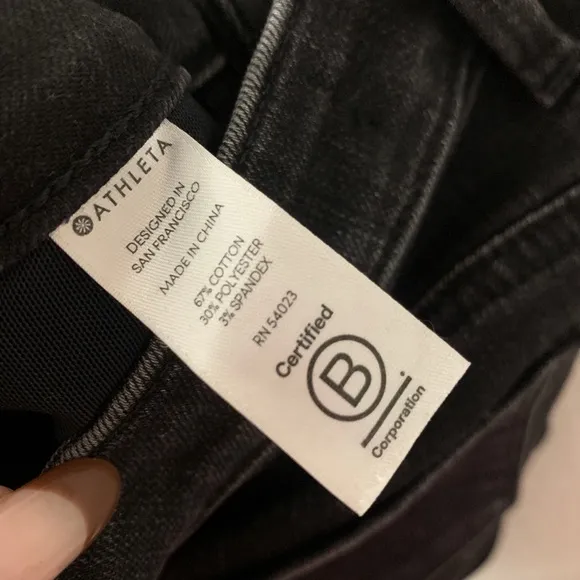 ATHLETA
DESIGNED IN
SAN FRANCISCO
MADE IN CHINA
67% COTTON
30% POLYESTER
3% SPANDEX
RN 54023
Certified
B
Corporation